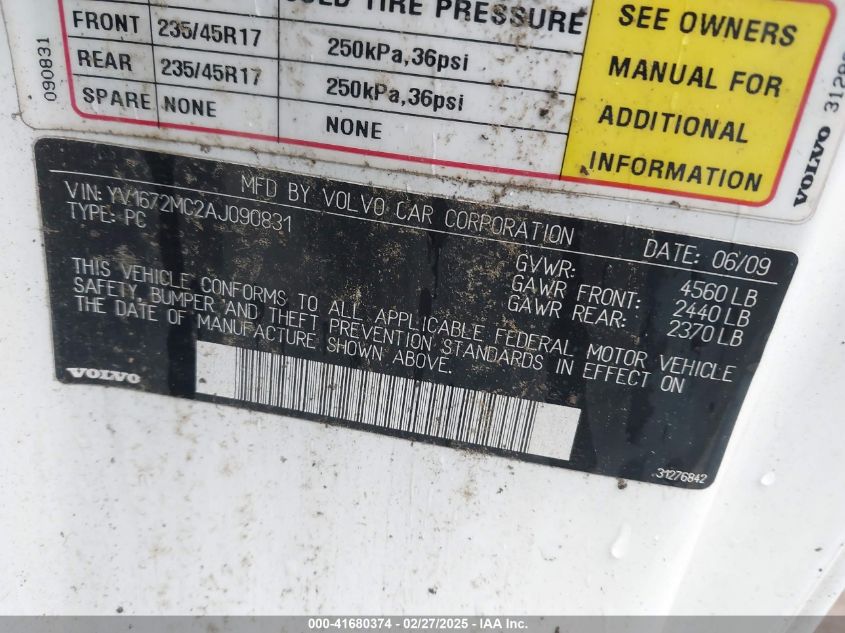 TIRE PRESSURE
FRONT 235/45R17 250kPa,36psi
REAR 235/45R17 250kPa,36psi
SPARE NONE NONE
SEE OWNERS
MANUAL FOR
ADDITIONAL
INFORMATION
090831
VOLVO
MFD BY VOLVO CAR CORPORATION
VIN: YV1672MC2AJ090831
TYPE: PC
DATE: 06/09
GVWR: 4560 LB
GAWR FRONT: 2440 LB
GAWR REAR: 2370 LB
THIS VEHICLE CONFORMS TO ALL APPLICABLE FEDERAL MOTOR VEHICLE
SAFETY, BUMPER AND THEFT PREVENTION STANDARDS IN EFFECT ON
THE DATE OF MANUFACTURE SHOWN ABOVE.
VOLVO
31276842
000-41680374 - 02/27/2025 - IAA Inc.